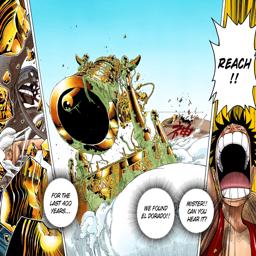 REACH
!!
MISTER!!
CAN YOU
HEAR IT?
WE FOUND
EL DORADO!!
FOR THE
LAST 400
YEARS...